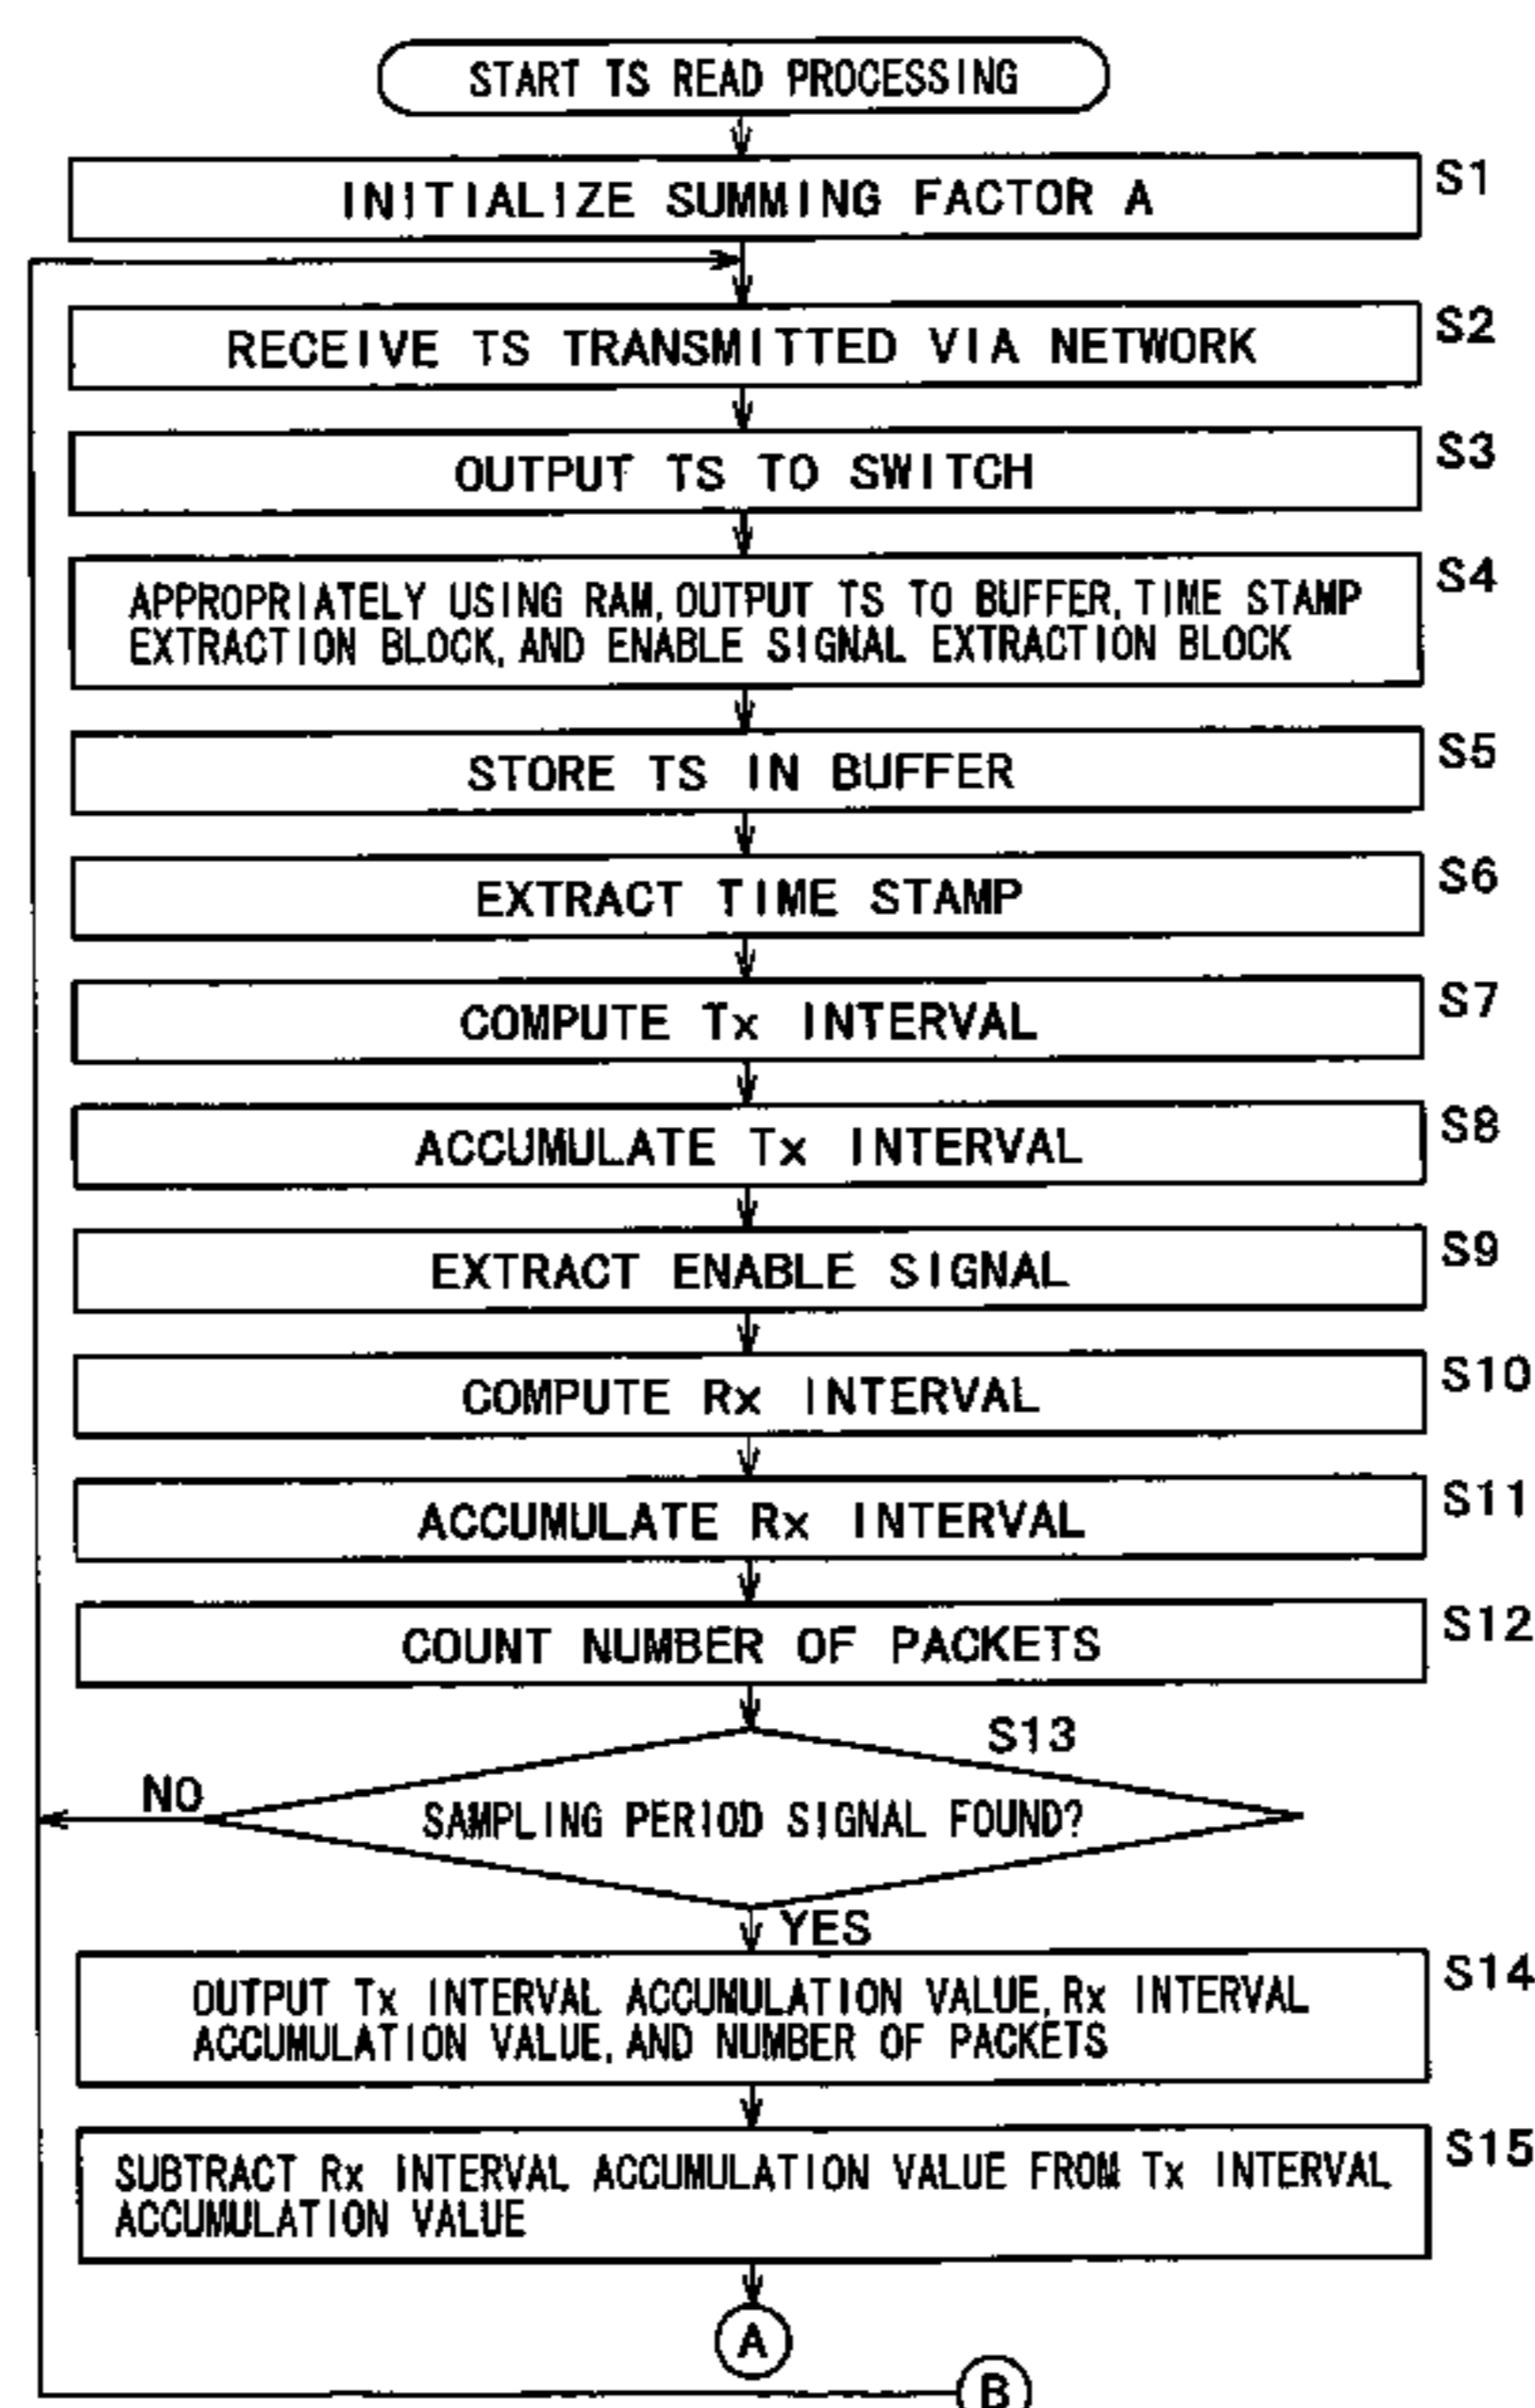 START TS READ PROCESSING
INITIALIZE SUMMING FACTOR A
S1
RECEIVE TS TRANSMITTED VIA NETWORK
S2
OUTPUT TS TO SWITCH
S3
APPROPRIATELY USING RAM, OUTPUT TS TO BUFFER, TIME STAMP
EXTRACTION BLOCK, AND ENABLE SIGNAL EXTRACTION BLOCK
S4
STORE TS IN BUFFER
S5
EXTRACT TIME STAMP
S6
COMPUTE Tx INTERVAL
S7
ACCUMULATE Tx INTERVAL
S8
EXTRACT ENABLE SIGNAL
S9
COMPUTE Rx INTERVAL
S10
ACCUMULATE Rx INTERVAL
S11
COUNT NUMBER OF PACKETS
S12
S13
NO
SAMPLING PERIOD SIGNAL FOUND?
YES
OUTPUT Tx INTERVAL ACCUMULATION VALUE, Rx INTERVAL
ACCUMULATION VALUE, AND NUMBER OF PACKETS
S14
SUBTRACT Rx INTERVAL ACCUMULATION VALUE FROM Tx INTERVAL
ACCUMULATION VALUE
S15
A
B